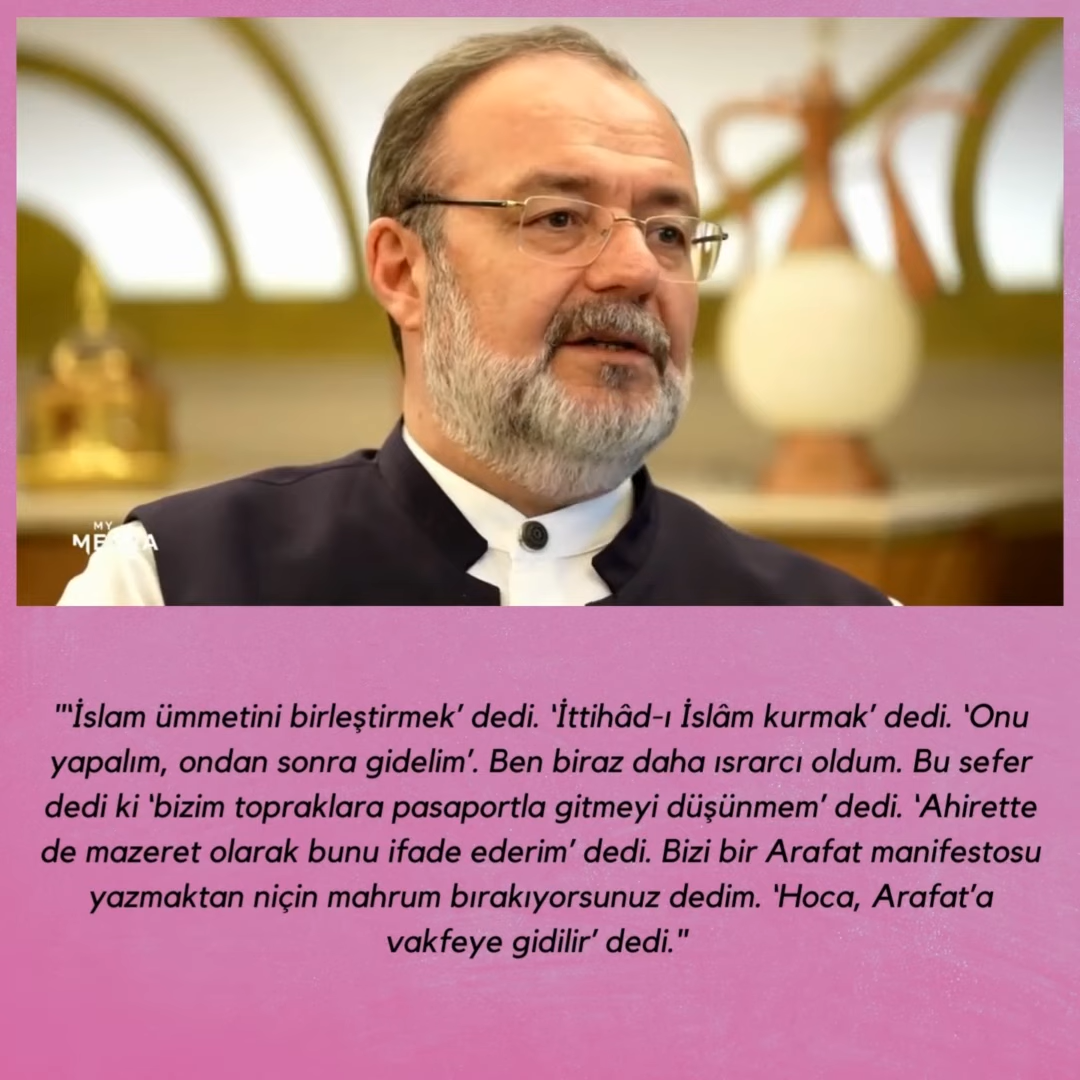 MY
MEDYA
"'İslam ümmetini birleştirmek' dedi. 'İttihâd-ı İslâm kurmak' dedi. 'Onu
yapalım, ondan sonra gidelim'. Ben biraz daha ısrarcı oldum. Bu sefer
dedi ki 'bizim topraklara pasaportla gitmeyi düşünmem' dedi. 'Ahirette
de mazeret olarak bunu ifade ederim' dedi. Bizi bir Arafat manifestosu
yazmaktan niçin mahrum bırakıyorsunuz dedim. 'Hoca, Arafat'a
vakfeye gidilir' dedi."